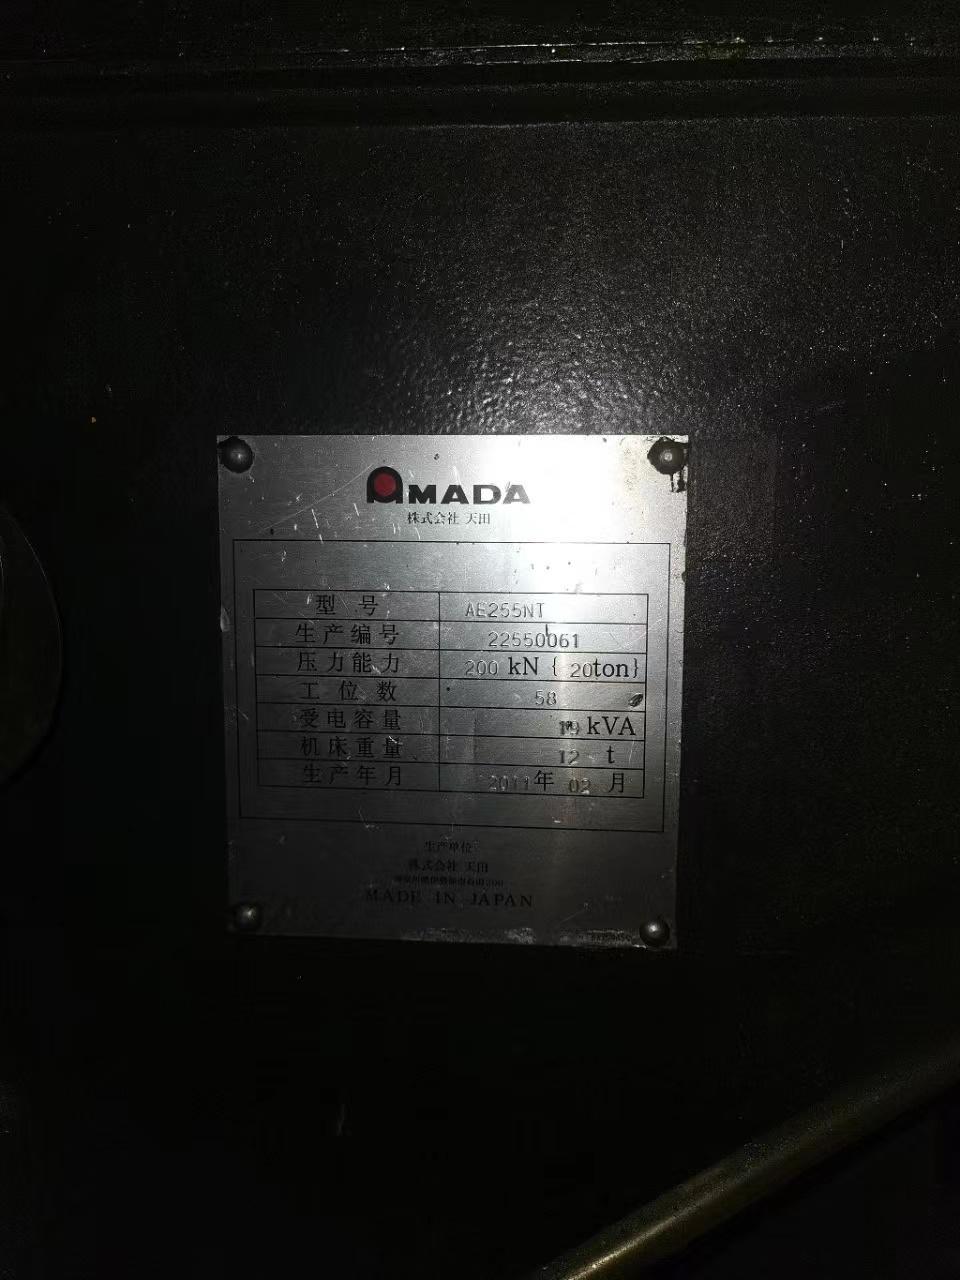 AMADA
株式会社 天田
型 号 AE255NT
生产编号 22550061
压力能力 200 kN { 20ton}
工 位 数 58
受电容量 19 kVA
机床重量 12 t
生产年月 2011年 02 月
生产单位
株式会社 天田
MADE IN JAPAN